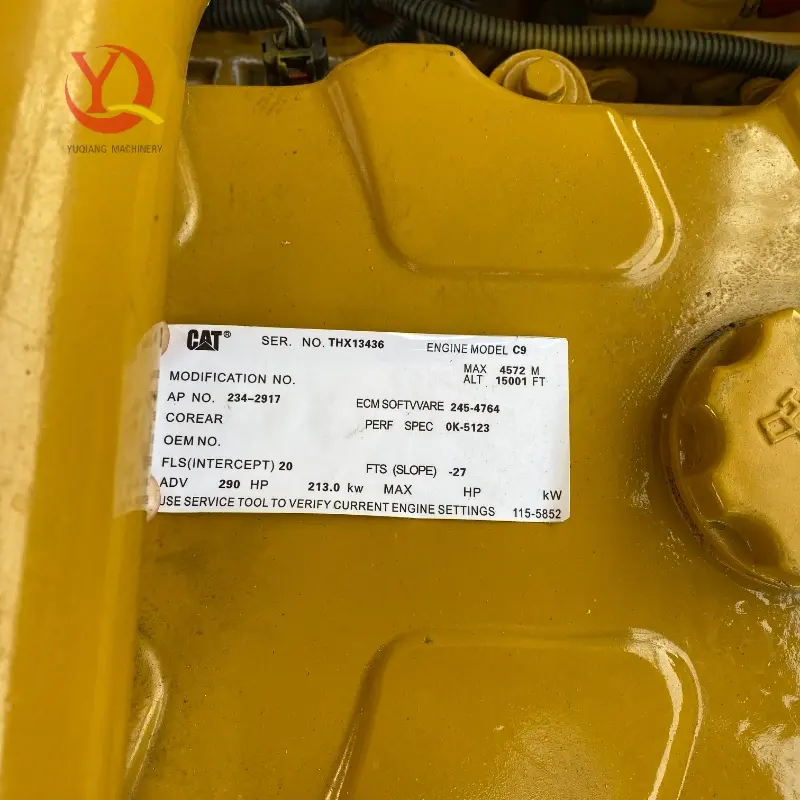 YQ
YUQIANG MACHINERY
CAT® SER. NO. THX13436 ENGINE MODEL C9
MODIFICATION NO. MAX 4572 M
ALT 15001 FT
AP NO. 234-2917 ECM SOFTVVARE 245-4764
COREAR PERF SPEC 0K-5123
OEM NO.
FLS(INTERCEPT) 20 FTS (SLOPE) -27
ADV 290 HP 213.0 kw MAX HP kW
USE SERVICE TOOL TO VERIFY CURRENT ENGINE SETTINGS 115-5852